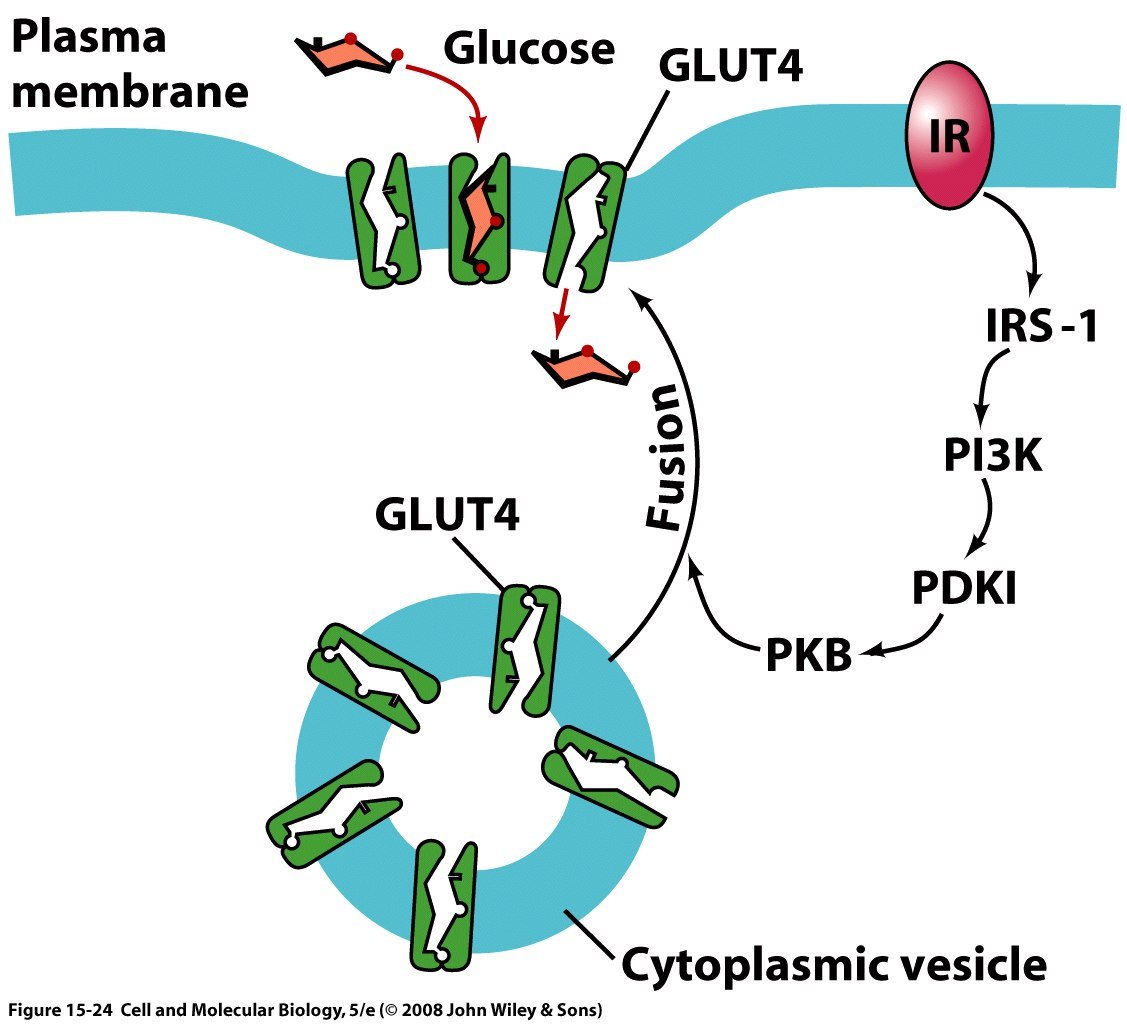 Plasma
membrane
Glucose
GLUT4
IR
IRS-1
PI3K
PDKI
PKB
Fusion
GLUT4
Cytoplasmic vesicle
Figure 15-24 Cell and Molecular Biology, 5/e (© 2008 John Wiley & Sons)